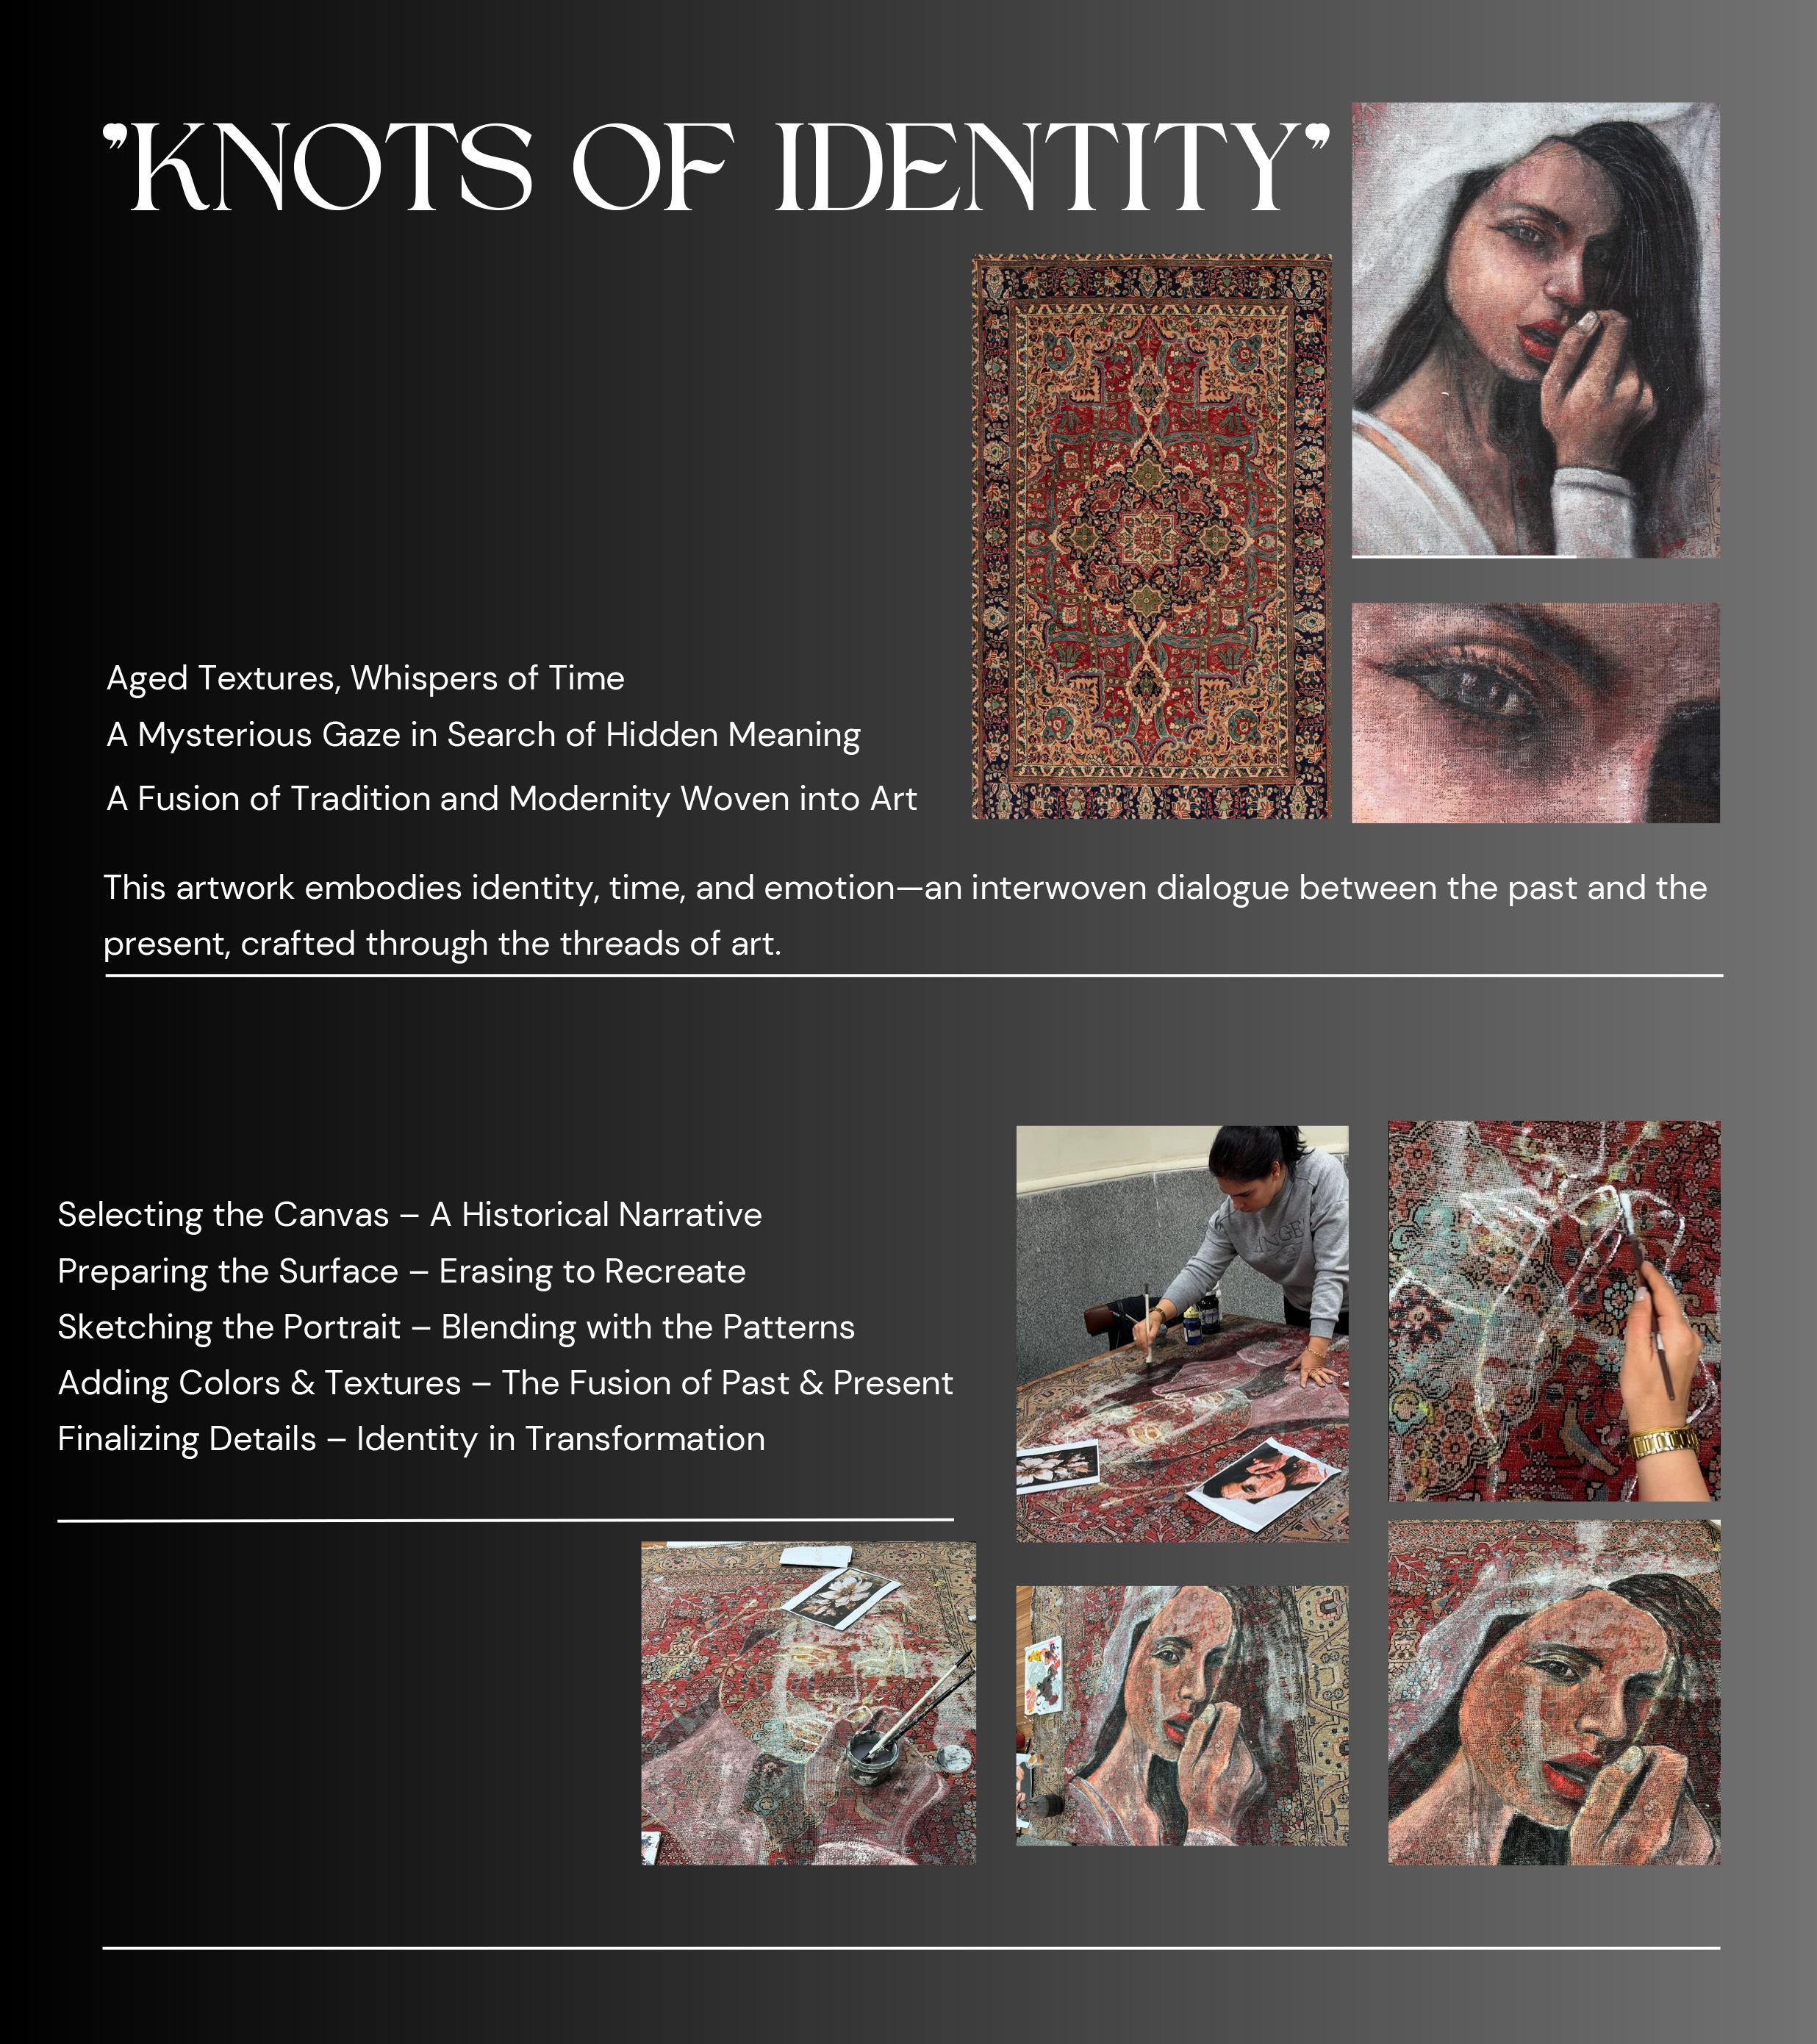 "KNOTS OF IDENTITY"
Aged Textures, Whispers of Time
A Mysterious Gaze in Search of Hidden Meaning
A Fusion of Tradition and Modernity Woven into Art
This artwork embodies identity, time, and emotion—an interwoven dialogue between the past and the
present, crafted through the threads of art.
Selecting the Canvas – A Historical Narrative
Preparing the Surface – Erasing to Recreate
Sketching the Portrait – Blending with the Patterns
Adding Colors & Textures – The Fusion of Past & Present
Finalizing Details – Identity in Transformation